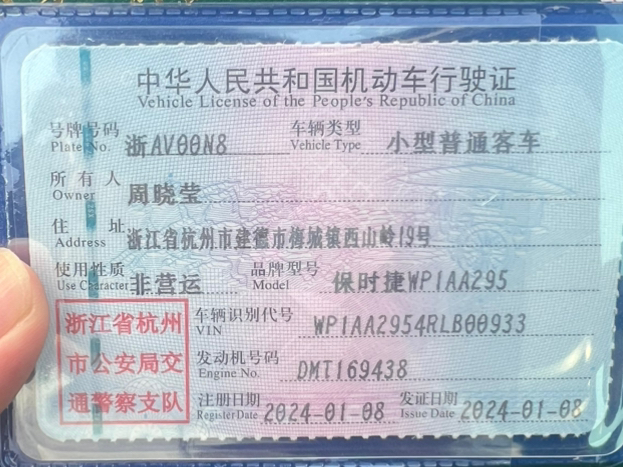 中华人民共和国机动车行驶证
Vehicle License of the People's Republic of China
号牌号码 浙AV00N8 车辆类型 小型普通客车
Plate No. Vehicle Type
所有人 周晓莹
Owner
住址 浙江省杭州市建德市梅城镇西山岭19号
Address
使用性质 非营运 品牌型号 保时捷WP1AA295
Use Character Model
浙江省杭州 车辆识别代号 WP1AA2954RLB00933
VIN
市公安局交 发动机号码 DMT169438
Engine No.
通警察支队 注册日期 2024-01-08 发证日期 2024-01-08
Register Date Issue Date